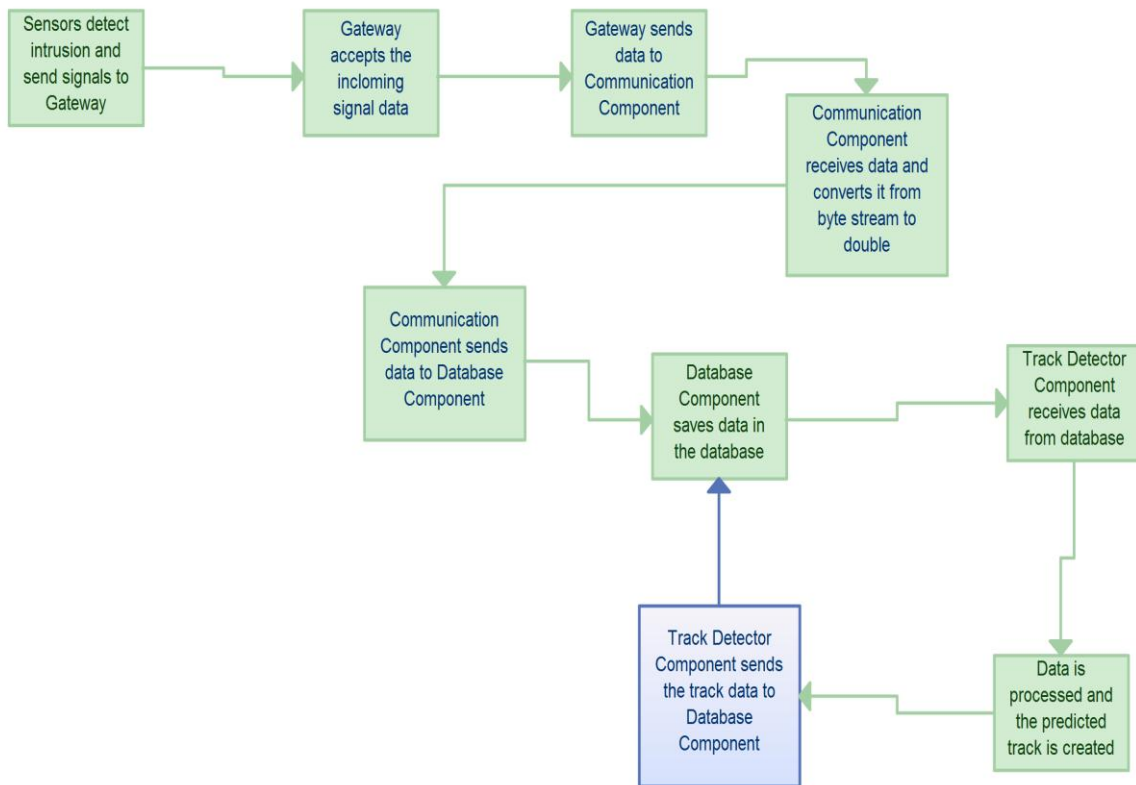 Sensors detect
intrusion and
send signals to
Gateway
Gateway
accepts the
incloming
signal data
Gateway sends
data to
Communication
Component
Communication
Component
receives data and
converts it from
byte stream to
double
Communication
Component sends
data to Database
Component
Database
Component
saves data in
the database
Track Detector
Component
receives data
from database
Data is
processed and
the predicted
track is created
Track Detector
Component sends
the track data to
Database
Component